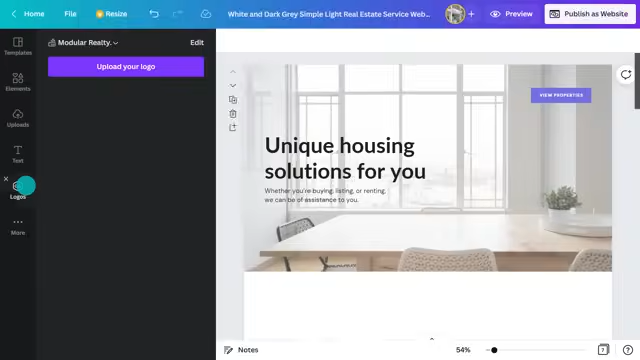 Home
File
Resize
White and Dark Grey Simple Light Real Estate Service Web...
Preview
Publish as Website
Templates
Elements
Uploads
Text
Logos
More
Modular Realty.
Edit
Upload your logo
VIEW PROPERTIES
Unique housing
solutions for you
Whether you're buying, listing, or renting,
we can be of assistance to you.
Notes
54%
7